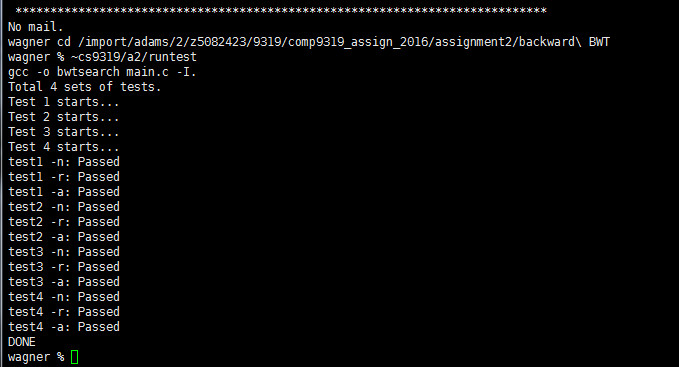 ****************************************************************************
No mail.
wagner cd /import/adams/2/z5082423/9319/comp9319_assign_2016/assignment2/backward\ BWT
wagner % ~cs9319/a2/runtest
gcc -o bwtsearch main.c -I.
Total 4 sets of tests.
Test 1 starts...
Test 2 starts...
Test 3 starts...
Test 4 starts...
test1 -n: Passed
test1 -r: Passed
test1 -a: Passed
test2 -n: Passed
test2 -r: Passed
test2 -a: Passed
test3 -n: Passed
test3 -r: Passed
test3 -a: Passed
test4 -n: Passed
test4 -r: Passed
test4 -a: Passed
DONE
wagner %